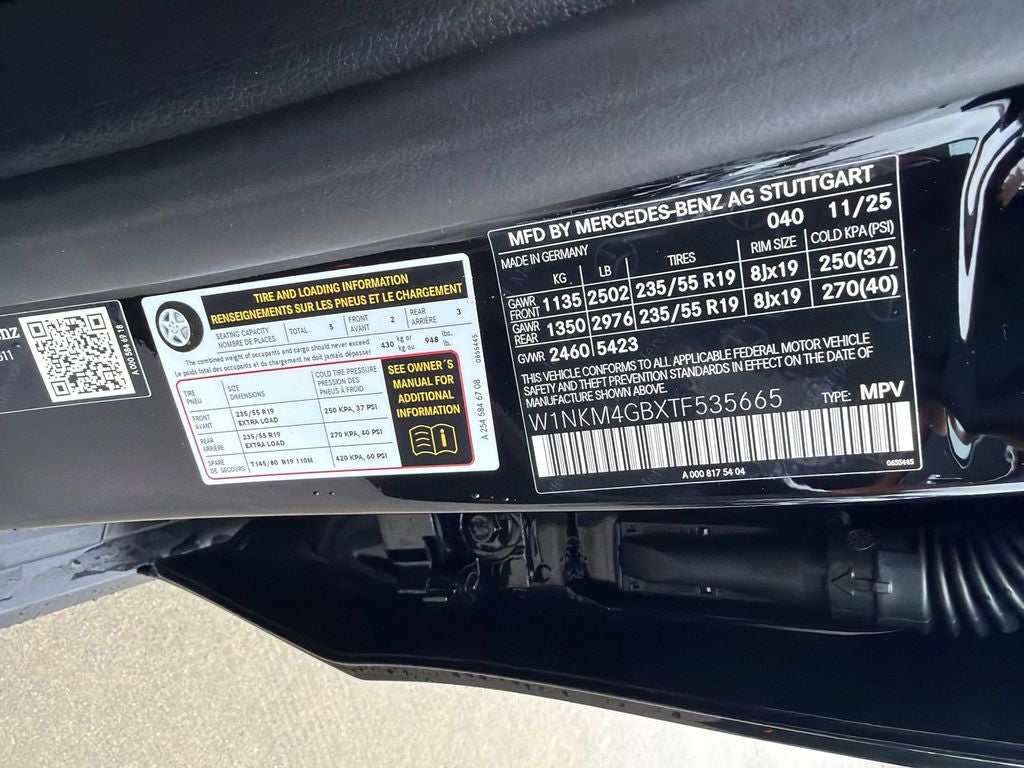 nz
511
A 000 584 69 18
TIRE AND LOADING INFORMATION
RENSEIGNEMENTS SUR LES PNEUS ET LE CHARGEMENT
SEATING CAPACITY
NOMBRE DE PLACES
TOTAL 5
FRONT
AVANT 2
REAR
ARRIÈRE 3
The combined weight of occupants and cargo should never exceed
Le poids total des occupants et du chargement ne doit jamais dépasser
430 kg or
kg ou
948 lbs.
lb.
TIRE
PNEU
SIZE
DIMENSIONS
COLD TIRE PRESSURE
PRESSION DES
PNEUS À FROID
FRONT
AVANT
235/55 R19
EXTRA LOAD
250 KPA, 37 PSI
REAR
ARRIÈRE
235/55 R19
EXTRA LOAD
270 KPA, 40 PSI
SPARE
DE SECOURS
T145/80 R19 110M
420 KPA, 60 PSI
SEE OWNER'S
MANUAL FOR
ADDITIONAL
INFORMATION
A 254 584 67 08
0655445
MFD BY MERCEDES-BENZ AG STUTTGART
MADE IN GERMANY 040 11/25
KG LB TIRES RIM SIZE COLD KPA(PSI)
GAWR
FRONT 1135 2502 235/55 R19 8Jx19 250(37)
GAWR
REAR 1350 2976 235/55 R19 8Jx19 270(40)
GVWR 2460 5423
THIS VEHICLE CONFORMS TO ALL APPLICABLE FEDERAL MOTOR VEHICLE
SAFETY AND THEFT PREVENTION STANDARDS IN EFFECT ON THE DATE OF
MANUFACTURE SHOWN ABOVE.
W1NKM4GBXTF535665 TYPE: MPV
A 000 817 54 04
0655445